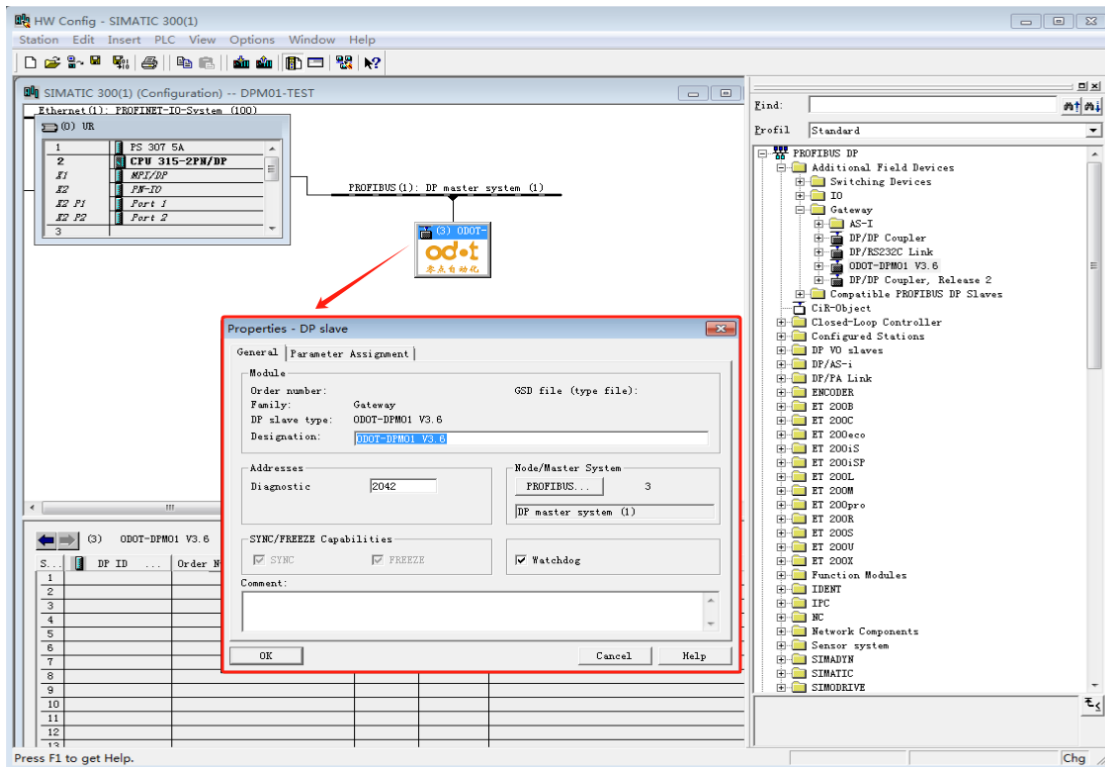 HW Config - SIMATIC 300(1)
Station Edit Insert PLC View Options Window Help
SIMATIC 300(1) (Configuration) -- DPM01-TEST
Ethernet(1): PROFINET-IO-System (100)
(0) UR
1 PS 307 5A
2 CPU 315-2PN/DP
X1 MPI/DP
X2 PN-IO
X2 P1 Port 1
X2 P2 Port 2
3
PROFIBUS(1): DP master system (1)
(3) ODOT-
odot
零点自动化
Properties - DP slave
General Parameter Assignment
Module
Order number: GSD file (type file):
Family: Gateway
DP slave type: ODOT-DPM01 V3.6
Designation: ODOT-DPM01 V3.6
Addresses
Diagnostic 2042
Node/Master System
PROFIBUS... 3
DP master system (1)
SYNC/FREEZE Capabilities
SYNC FREEZE
Watchdog
Comment:
OK Cancel Help
(3) ODOT-DPM01 V3.6
S... DP ID ... Order N
1
2
3
4
5
6
7
8
9
10
11
12
13
Find:
Profil Standard
PROFIBUS DP
Additional Field Devices
Switching Devices
IO
Gateway
AS-I
DP/DP Coupler
DP/RS232C Link
ODOT-DPM01 V3.6
DP/DP Coupler, Release 2
Compatible PROFIBUS DP Slaves
CiR-Object
Closed-Loop Controller
Configured Stations
DP V0 slaves
DP/AS-i
DP/PA Link
ENCODER
ET 200B
ET 200C
ET 200eco
ET 200iS
ET 200iSP
ET 200L
ET 200M
ET 200pro
ET 200R
ET 200S
ET 200U
ET 200X
Function Modules
IDENT
IPC
NC
Network Components
Sensor system
SIMADYN
SIMATIC
SIMODRIVE
Press F1 to get Help.
Chg